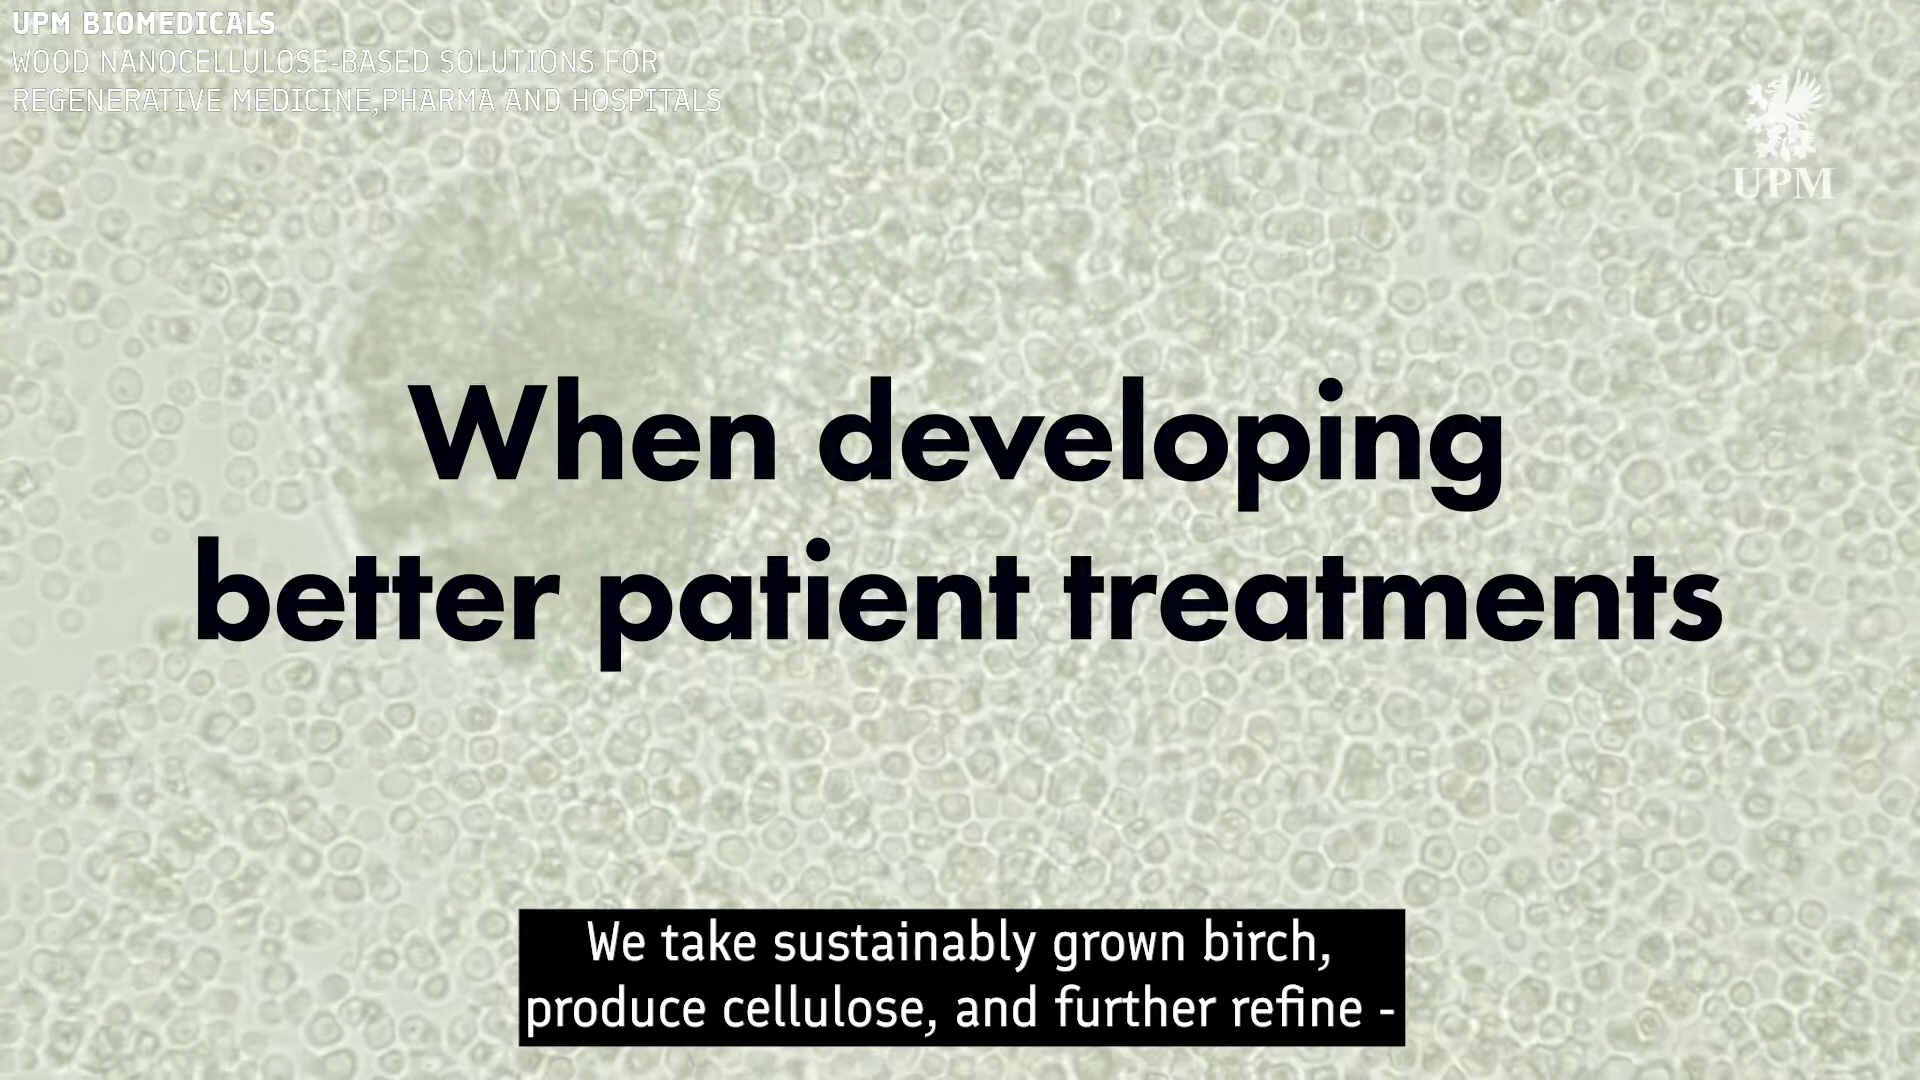 UPM BIOMEDICALS
WOOD NANOCELLULOSE-BASED SOLUTIONS FOR
REGENERATIVE MEDICINE,PHARMA AND HOSPITALS
UPM
When developing
better patient treatments
We take sustainably grown birch,
produce cellulose, and further refine -